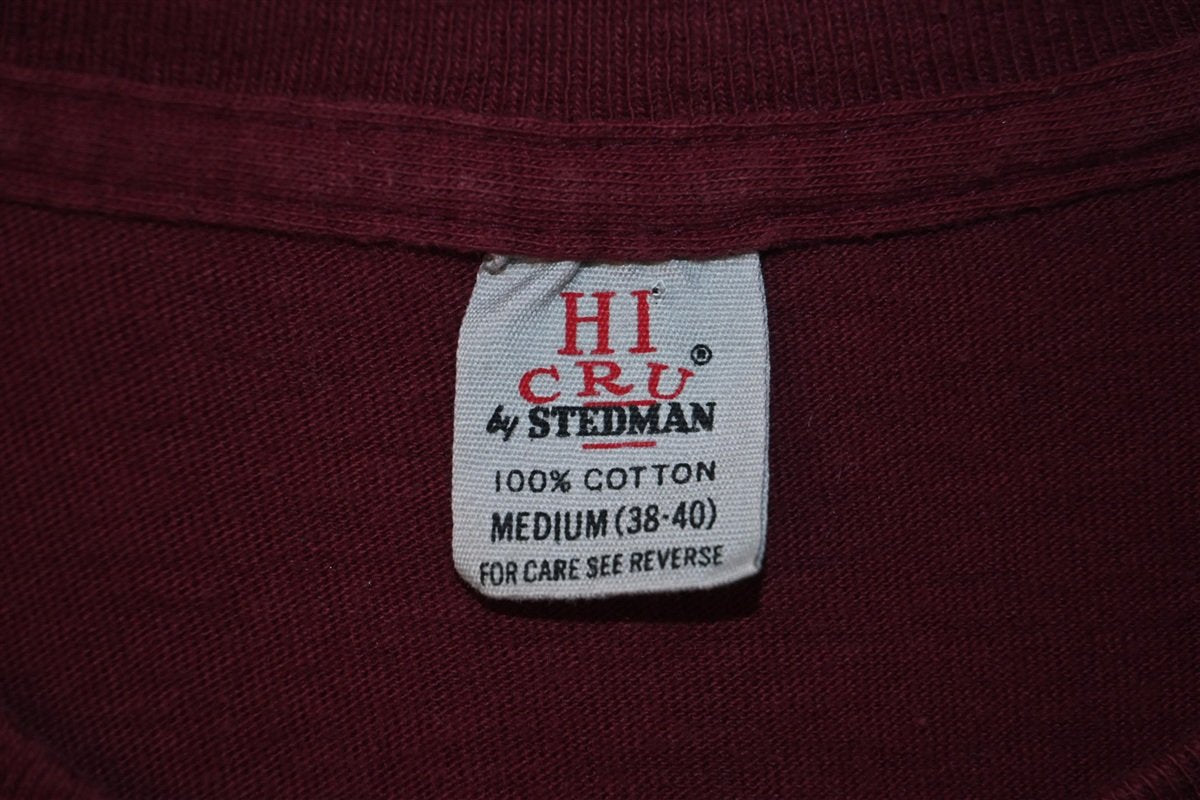 HI
CRU®
by STEDMAN
100% COTTON
MEDIUM (38-40)
FOR CARE SEE REVERSE